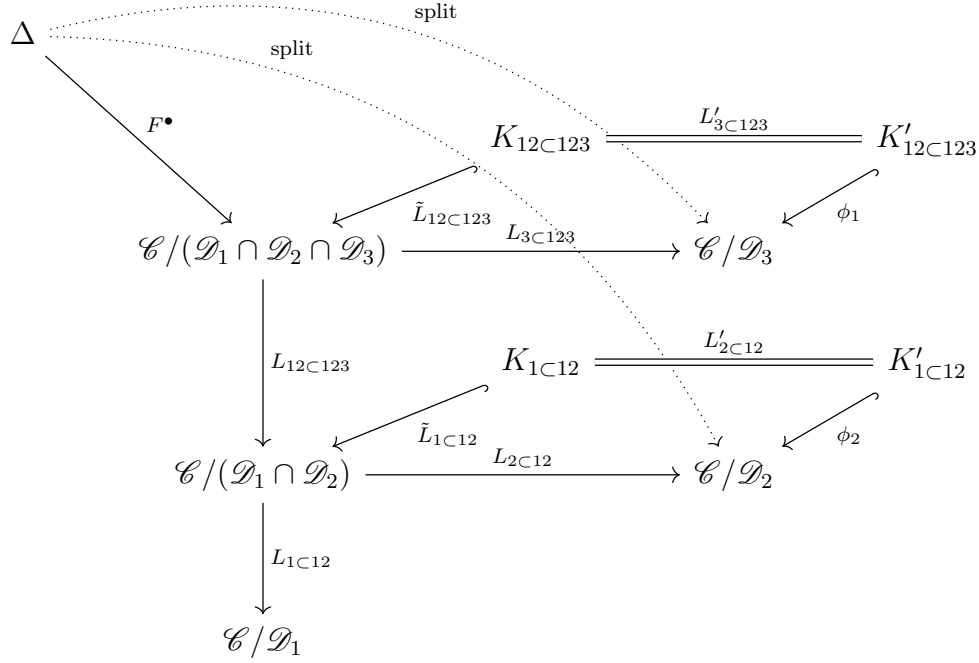 split
Δ
split
F^•
L'_{3⊂123}
K_{12⊂123}
K'_{12⊂123}
\tilde{L}_{12⊂123}
ϕ_1
L_{3⊂123}
𝒞/(𝒟_1 ∩ 𝒟_2 ∩ 𝒟_3)
𝒞/𝒟_3
L'_{2⊂12}
L_{12⊂123}
K_{1⊂12}
K'_{1⊂12}
\tilde{L}_{1⊂12}
ϕ_2
L_{2⊂12}
𝒞/(𝒟_1 ∩ 𝒟_2)
𝒞/𝒟_2
L_{1⊂12}
𝒞/𝒟_1